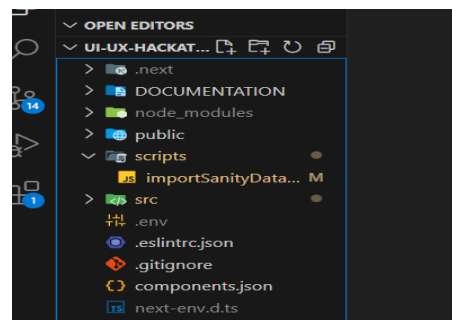 OPEN EDITORS
UI-UX-HACKAT...
.next
DOCUMENTATION
node_modules
public
scripts
JS importSanityData... M
src
.env
.eslintrc.json
.gitignore
components.json
TS next-env.d.ts
14
1